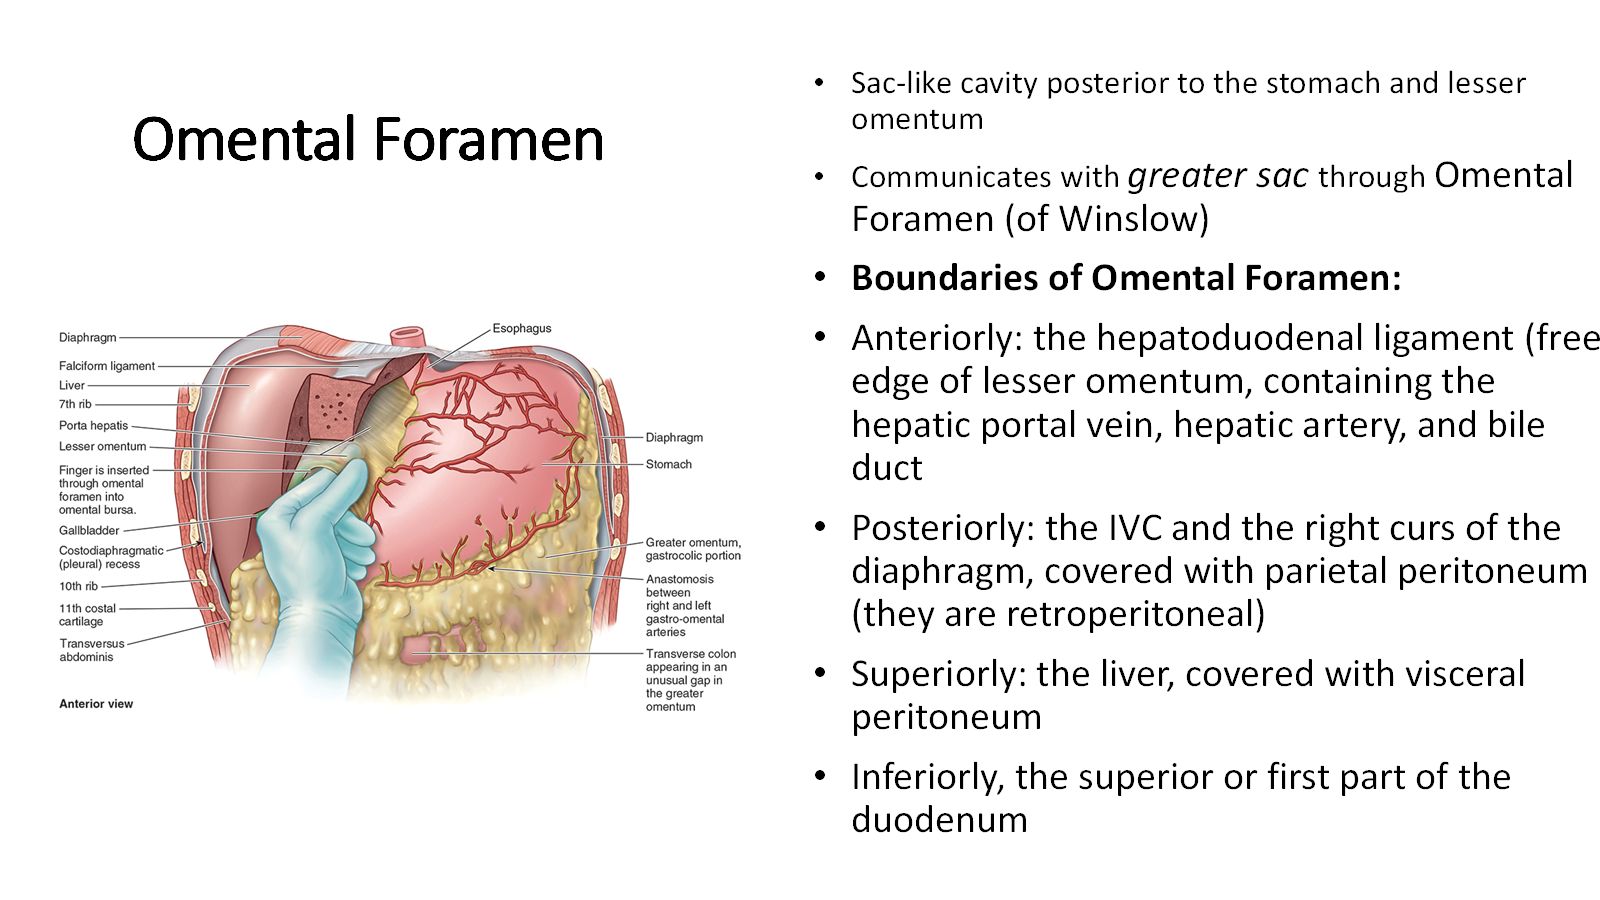 Omental Foramen
Diaphragm
Falciform ligament
Liver
7th rib
Porta hepatis
Lesser omentum
Finger is inserted
through omental
foramen into
omental bursa.
Gallbladder
Costodiaphragmatic
(pleural) recess
10th rib
11th costal
cartilage
Transversus
abdominis
Anterior view
Esophagus
Diaphragm
Stomach
Greater omentum,
gastrocolic portion
Anastomosis
between
right and left
gastro-omental
arteries
Transverse colon
appearing in an
unusual gap in
the greater
omentum
• Sac-like cavity posterior to the stomach and lesser
omentum
• Communicates with greater sac through Omental
Foramen (of Winslow)
• Boundaries of Omental Foramen:
• Anteriorly: the hepatoduodenal ligament (free
edge of lesser omentum, containing the
hepatic portal vein, hepatic artery, and bile
duct
• Posteriorly: the IVC and the right curs of the
diaphragm, covered with parietal peritoneum
(they are retroperitoneal)
• Superiorly: the liver, covered with visceral
peritoneum
• Inferiorly, the superior or first part of the
duodenum